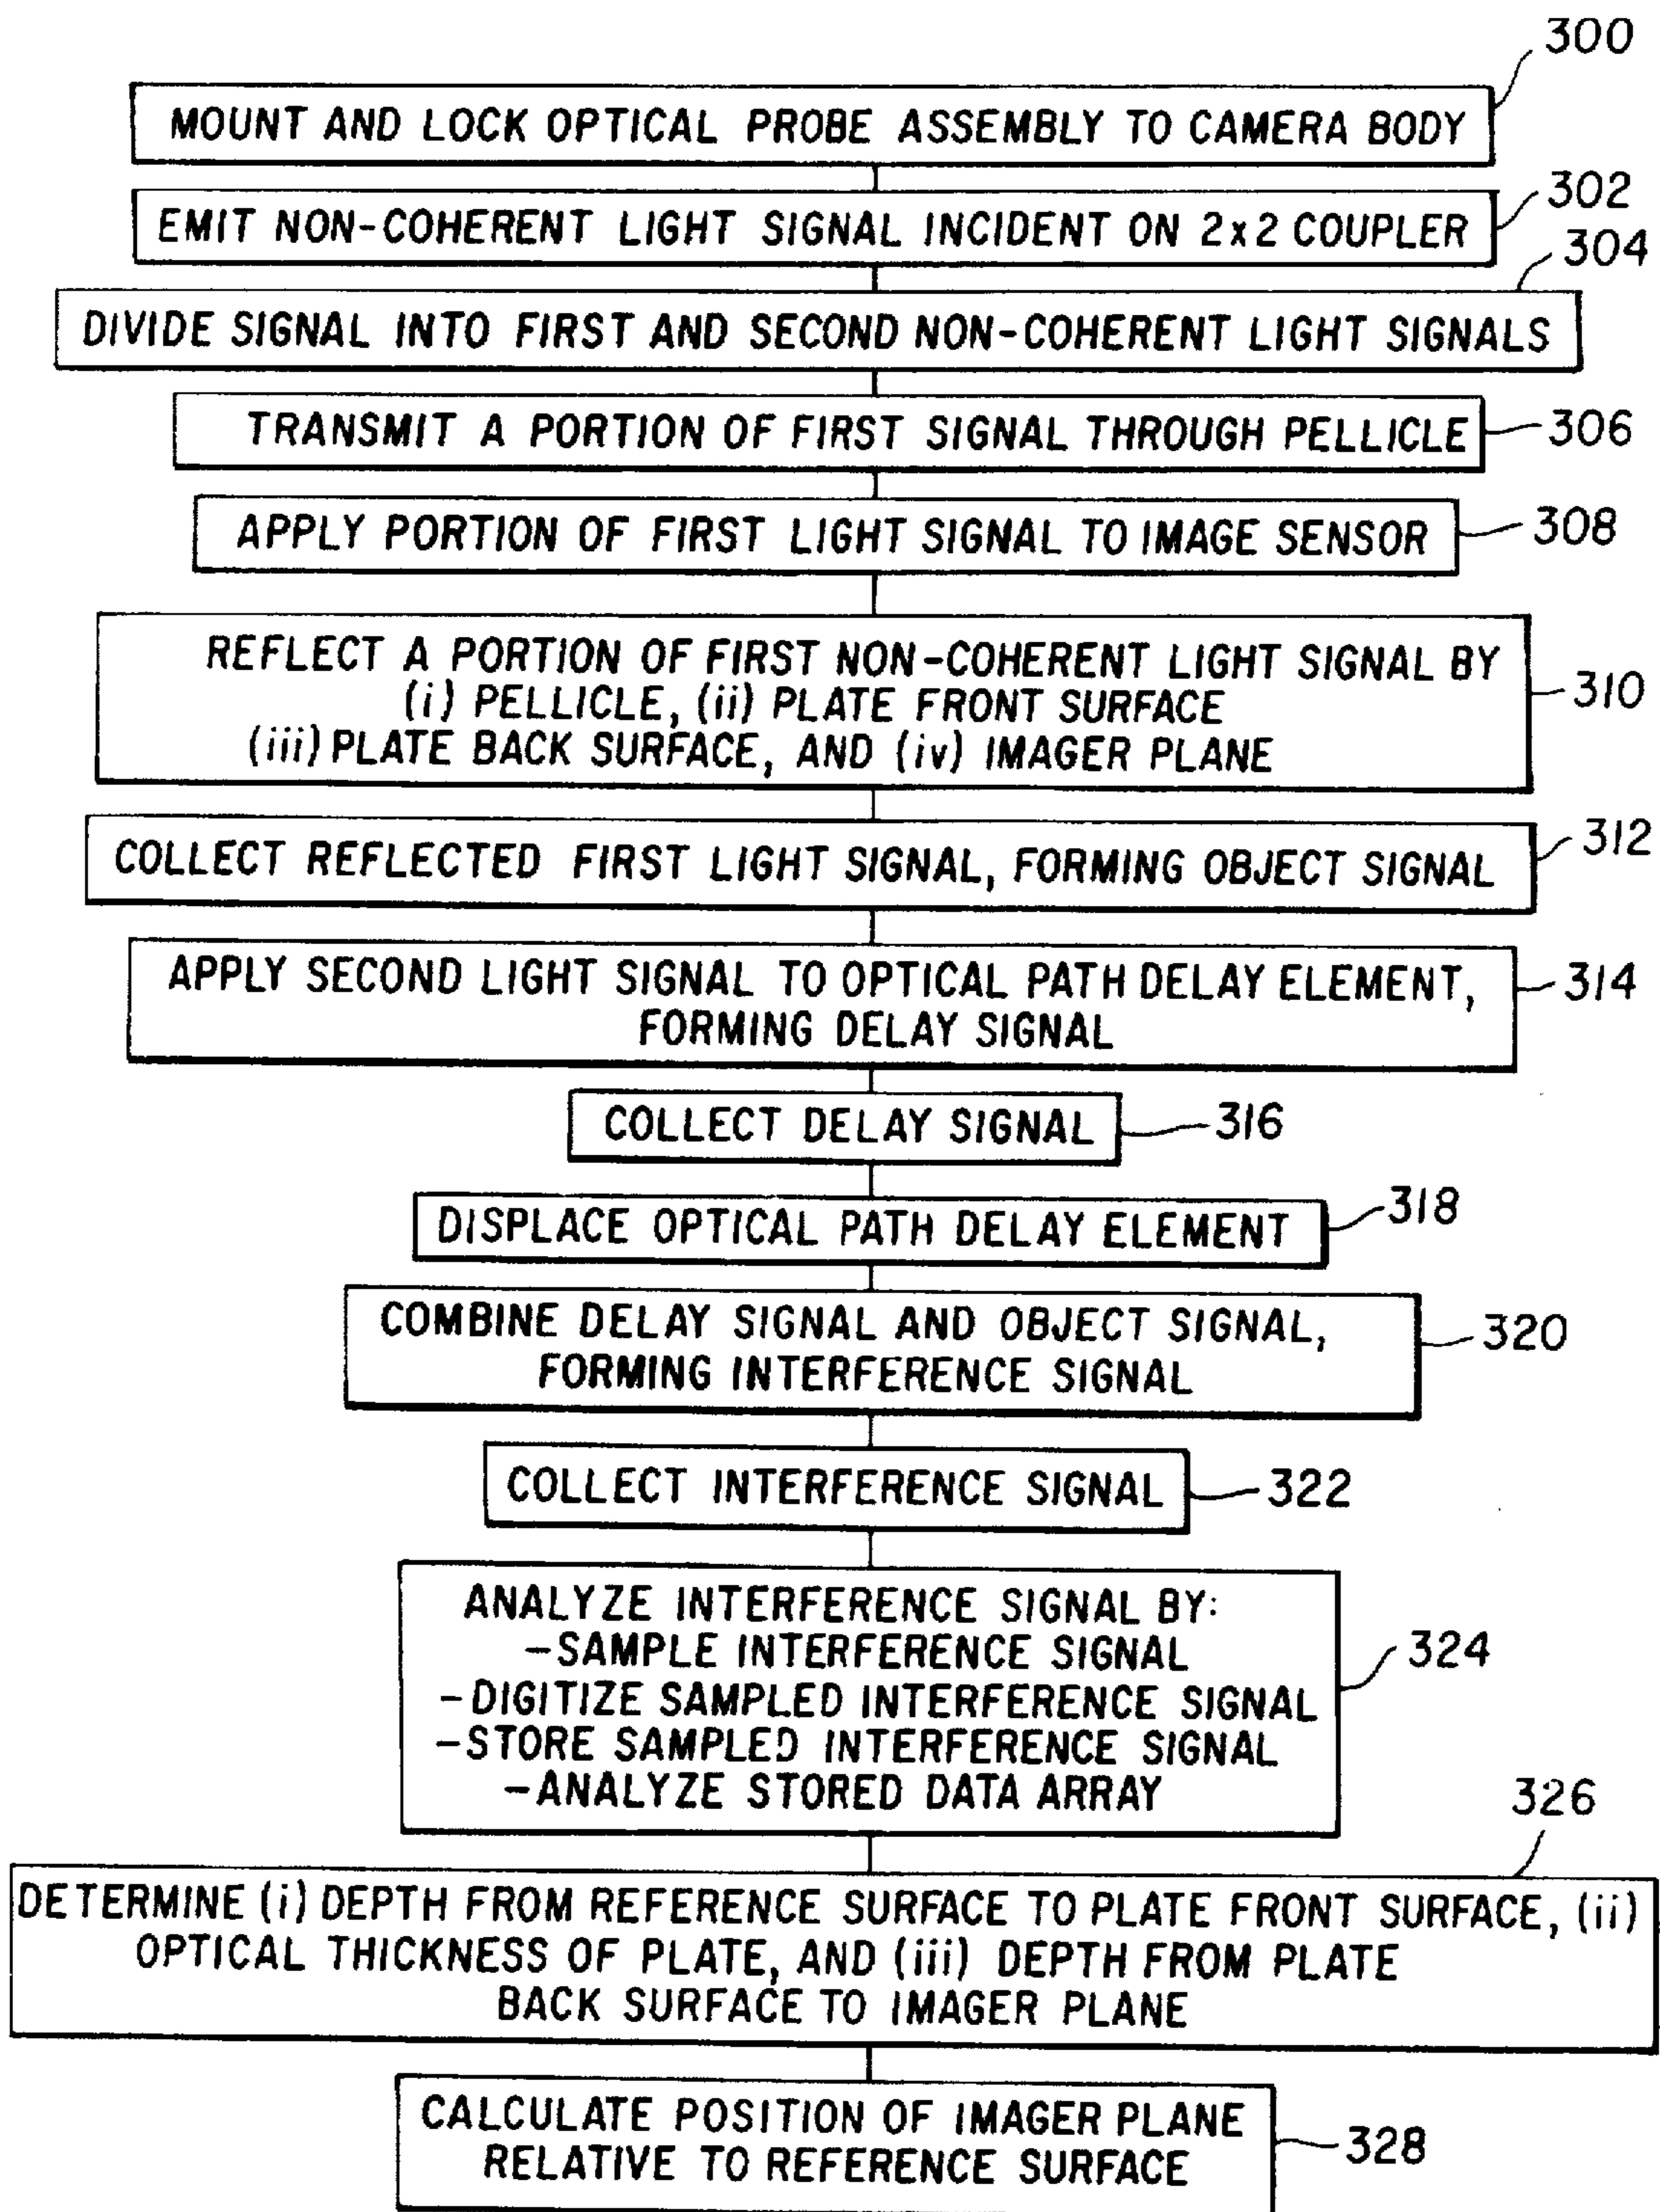 300
MOUNT AND LOCK OPTICAL PROBE ASSEMBLY TO CAMERA BODY
302
EMIT NON-COHERENT LIGHT SIGNAL INCIDENT ON 2x2 COUPLER
304
DIVIDE SIGNAL INTO FIRST AND SECOND NON-COHERENT LIGHT SIGNALS
TRANSMIT A PORTION OF FIRST SIGNAL THROUGH PELLICLE
306
APPLY PORTION OF FIRST LIGHT SIGNAL TO IMAGE SENSOR
308
REFLECT A PORTION OF FIRST NON-COHERENT LIGHT SIGNAL BY
(i) PELLICLE, (ii) PLATE FRONT SURFACE
(iii) PLATE BACK SURFACE, AND (iv) IMAGER PLANE
310
COLLECT REFLECTED FIRST LIGHT SIGNAL, FORMING OBJECT SIGNAL
312
APPLY SECOND LIGHT SIGNAL TO OPTICAL PATH DELAY ELEMENT,
FORMING DELAY SIGNAL
314
COLLECT DELAY SIGNAL
316
DISPLACE OPTICAL PATH DELAY ELEMENT
318
COMBINE DELAY SIGNAL AND OBJECT SIGNAL,
FORMING INTERFERENCE SIGNAL
320
COLLECT INTERFERENCE SIGNAL
322
ANALYZE INTERFERENCE SIGNAL BY:
-SAMPLE INTERFERENCE SIGNAL
-DIGITIZE SAMPLED INTERFERENCE SIGNAL
-STORE SAMPLED INTERFERENCE SIGNAL
-ANALYZE STORED DATA ARRAY
324
326
DETERMINE (i) DEPTH FROM REFERENCE SURFACE TO PLATE FRONT SURFACE, (ii)
OPTICAL THICKNESS OF PLATE, AND (iii) DEPTH FROM PLATE
BACK SURFACE TO IMAGER PLANE
CALCULATE POSITION OF IMAGER PLANE
RELATIVE TO REFERENCE SURFACE
328